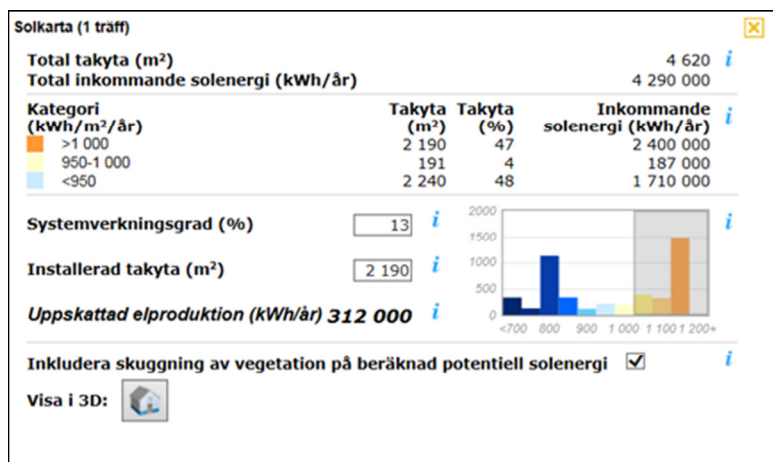 Solkarta (1 träff)
Total takyta (m²) 4 620 i
Total inkommande solenergi (kWh/år) 4 290 000
Kategori Takyta Takyta Inkommande i
(kWh/m²/år) (m²) (%) solenergi (kWh/år)
>1 000 2 190 47 2 400 000
950-1 000 191 4 187 000
<950 2 240 48 1 710 000
Systemverkningsgrad (%) 13 i
Installerad takyta (m²) 2 190 i
Uppskattad elproduktion (kWh/år) 312 000 i
2000 i
1500
1000
500
0
<700 800 900 1 000 1 100 1 200+
Inkludera skuggning av vegetation på beräknad potentiell solenergi i
Visa i 3D: